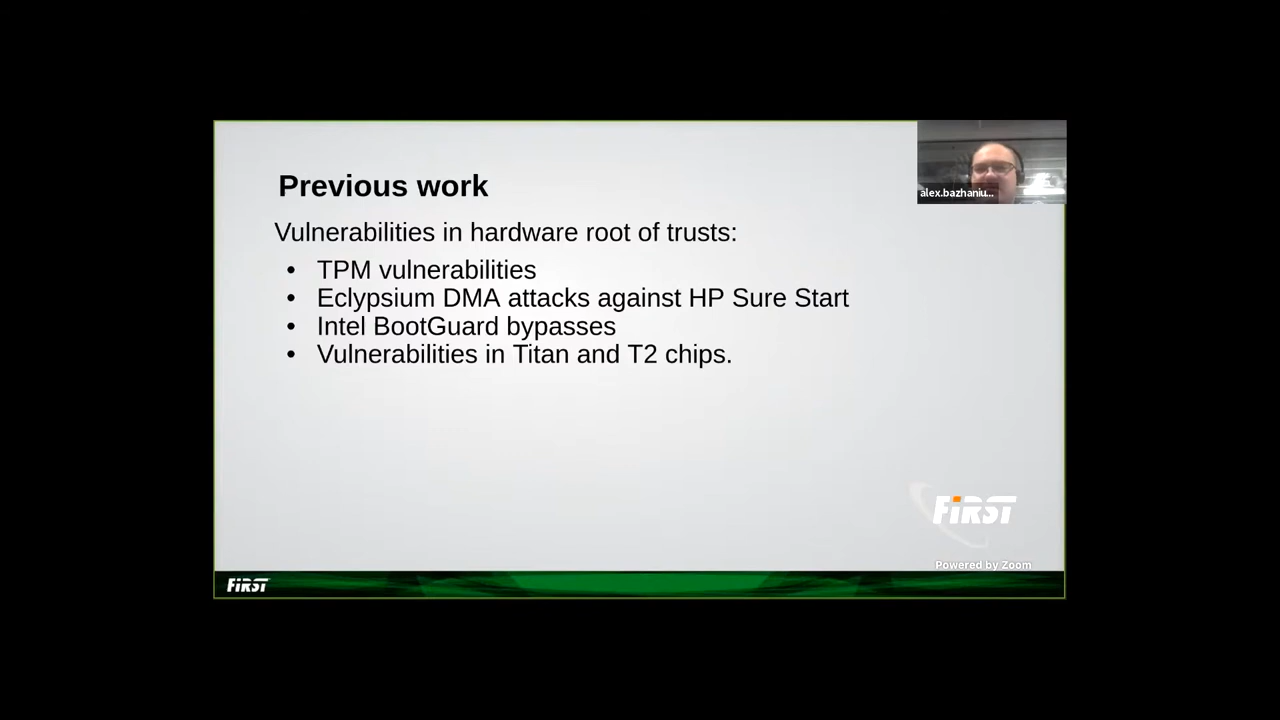 Previous work
alex.bazhaniu...
Vulnerabilities in hardware root of trusts:
• TPM vulnerabilities
• Eclypsium DMA attacks against HP Sure Start
• Intel BootGuard bypasses
• Vulnerabilities in Titan and T2 chips.
FiRST
Powered by Zoom
FiRST